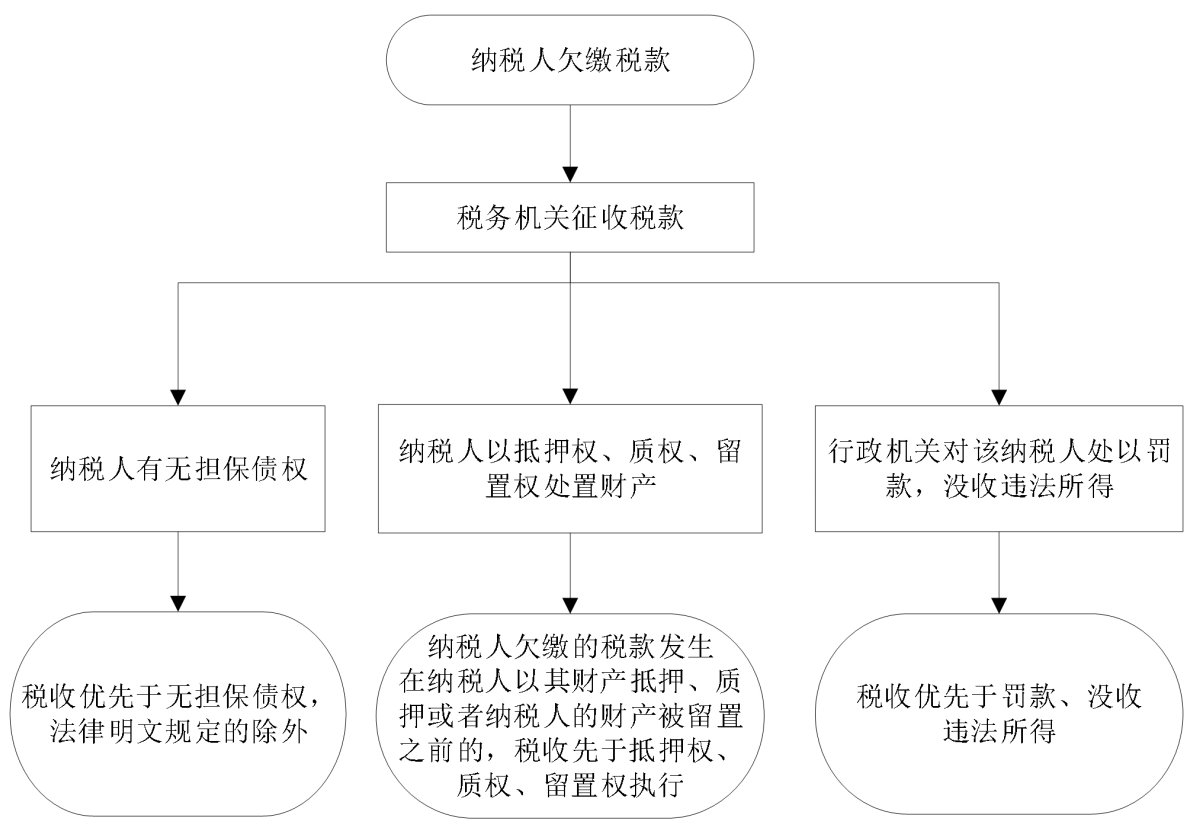 纳税人欠缴税款
税务机关征收税款
纳税人有无担保债权
纳税人以抵押权、质权、留
置权处置财产
行政机关对该纳税人处以罚
款，没收违法所得
税收优先于无担保债权，
法律明文规定的除外
纳税人欠缴的税款发生
在纳税人以其财产抵押、质
押或者纳税人的财产被留置
之前的，税收先于抵押权、
质权、留置权执行
税收优先于罚款、没收
违法所得